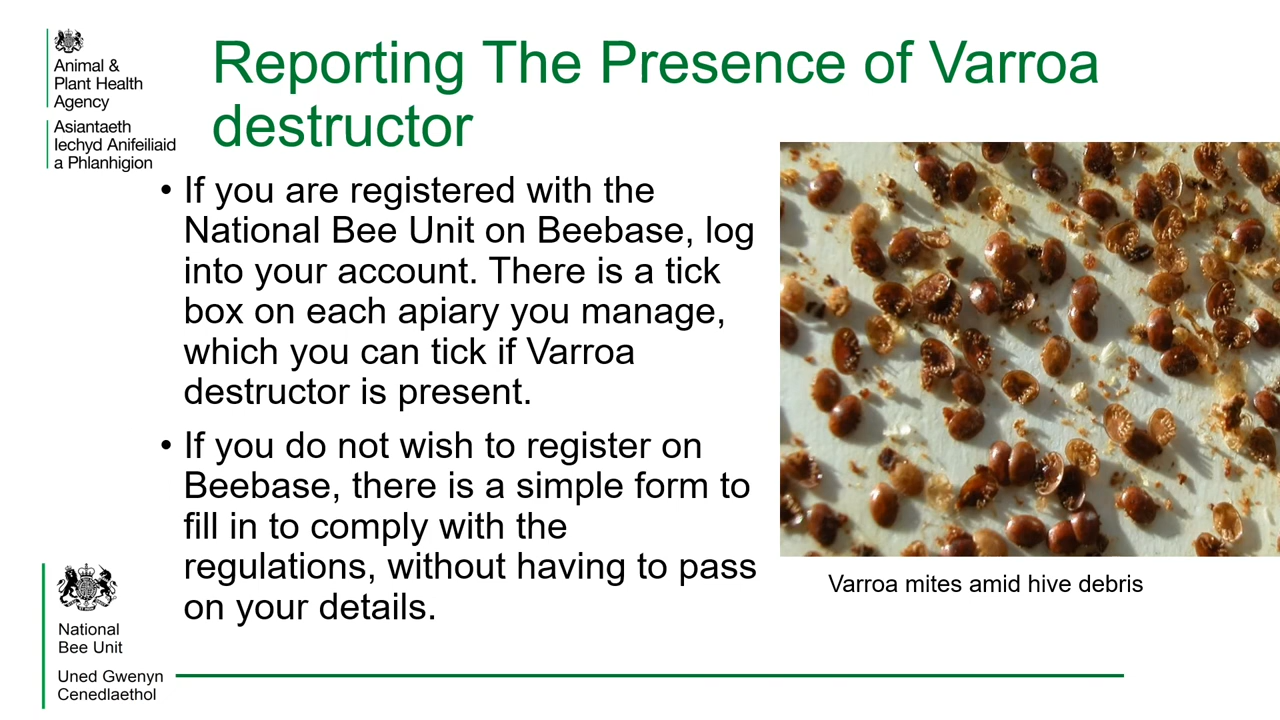 Animal &
Plant Health
Agency
Asiantaeth
Iechyd Anifeiliaid
a Phlanhigion
Reporting The Presence of Varroa
destructor
• If you are registered with the
National Bee Unit on Beebase, log
into your account. There is a tick
box on each apiary you manage,
which you can tick if Varroa
destructor is present.
• If you do not wish to register on
Beebase, there is a simple form to
fill in to comply with the
regulations, without having to pass
on your details.
Varroa mites amid hive debris
National
Bee Unit
Uned Gwenyn
Cenedlaethol